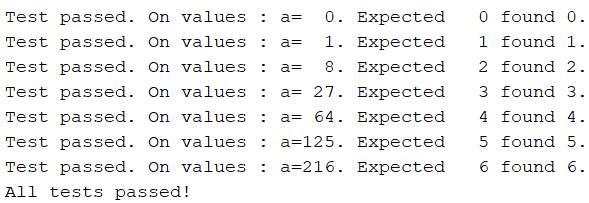 Test passed. On values : a=  0. Expected   0 found 0.
Test passed. On values : a=  1. Expected   1 found 1.
Test passed. On values : a=  8. Expected   2 found 2.
Test passed. On values : a= 27. Expected   3 found 3.
Test passed. On values : a= 64. Expected   4 found 4.
Test passed. On values : a=125. Expected   5 found 5.
Test passed. On values : a=216. Expected   6 found 6.
All tests passed!